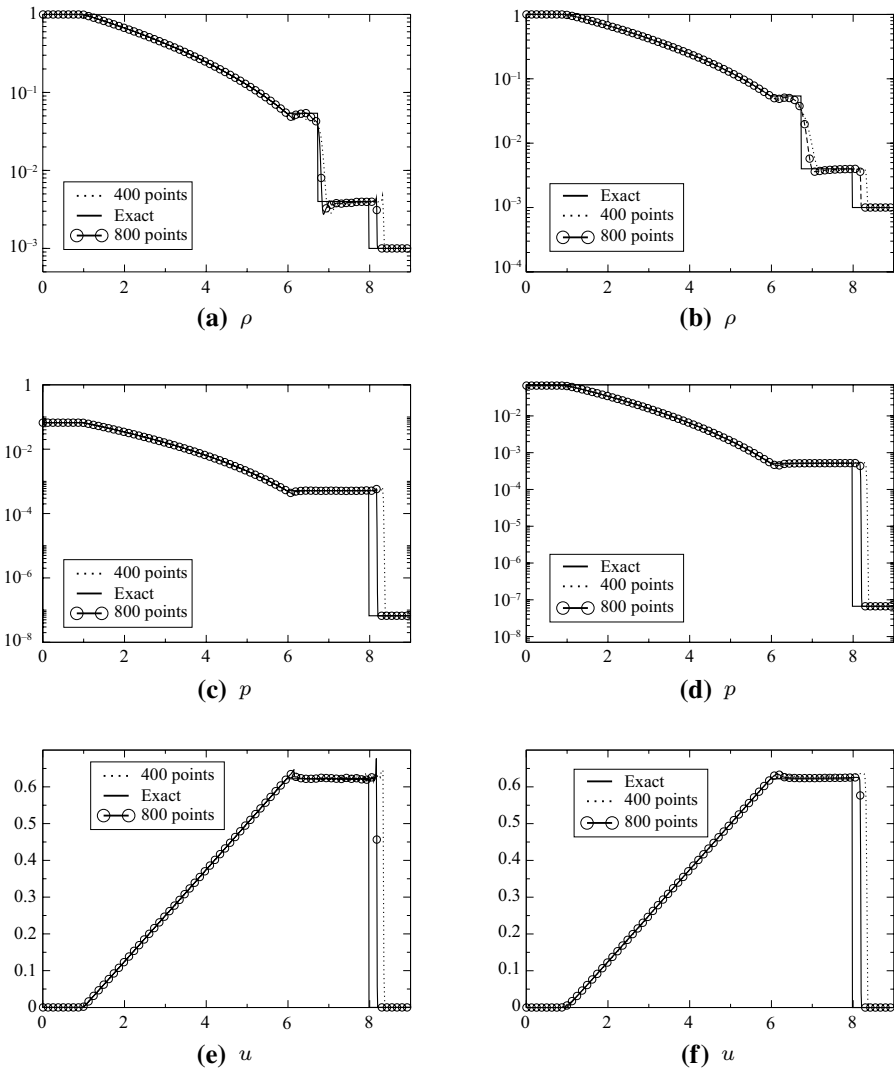 1
10⁻¹
10⁻²
10⁻³
400 points
Exact
800 points
0
2
4
6
8
(a) ρ
1
10⁻¹
10⁻²
10⁻³
10⁻⁴
Exact
400 points
800 points
0
2
4
6
8
(b) ρ
1
10⁻²
10⁻⁴
10⁻⁶
10⁻⁸
400 points
Exact
800 points
0
2
4
6
8
(c) p
10⁻²
10⁻³
10⁻⁴
10⁻⁵
10⁻⁶
10⁻⁷
Exact
400 points
800 points
0
2
4
6
8
(d) p
0.6
0.5
0.4
0.3
0.2
0.1
0
400 points
Exact
800 points
0
2
4
6
8
(e) u
0.6
0.5
0.4
0.3
0.2
0.1
0
Exact
400 points
800 points
0
2
4
6
8
(f) u